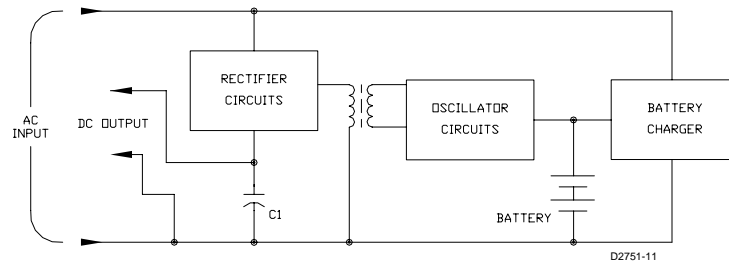 RECTIFIER
CIRCUITS
OSCILLATOR
CIRCUITS
BATTERY
CHARGER
AC
INPUT
DC OUTPUT
C1
BATTERY
D2751-11